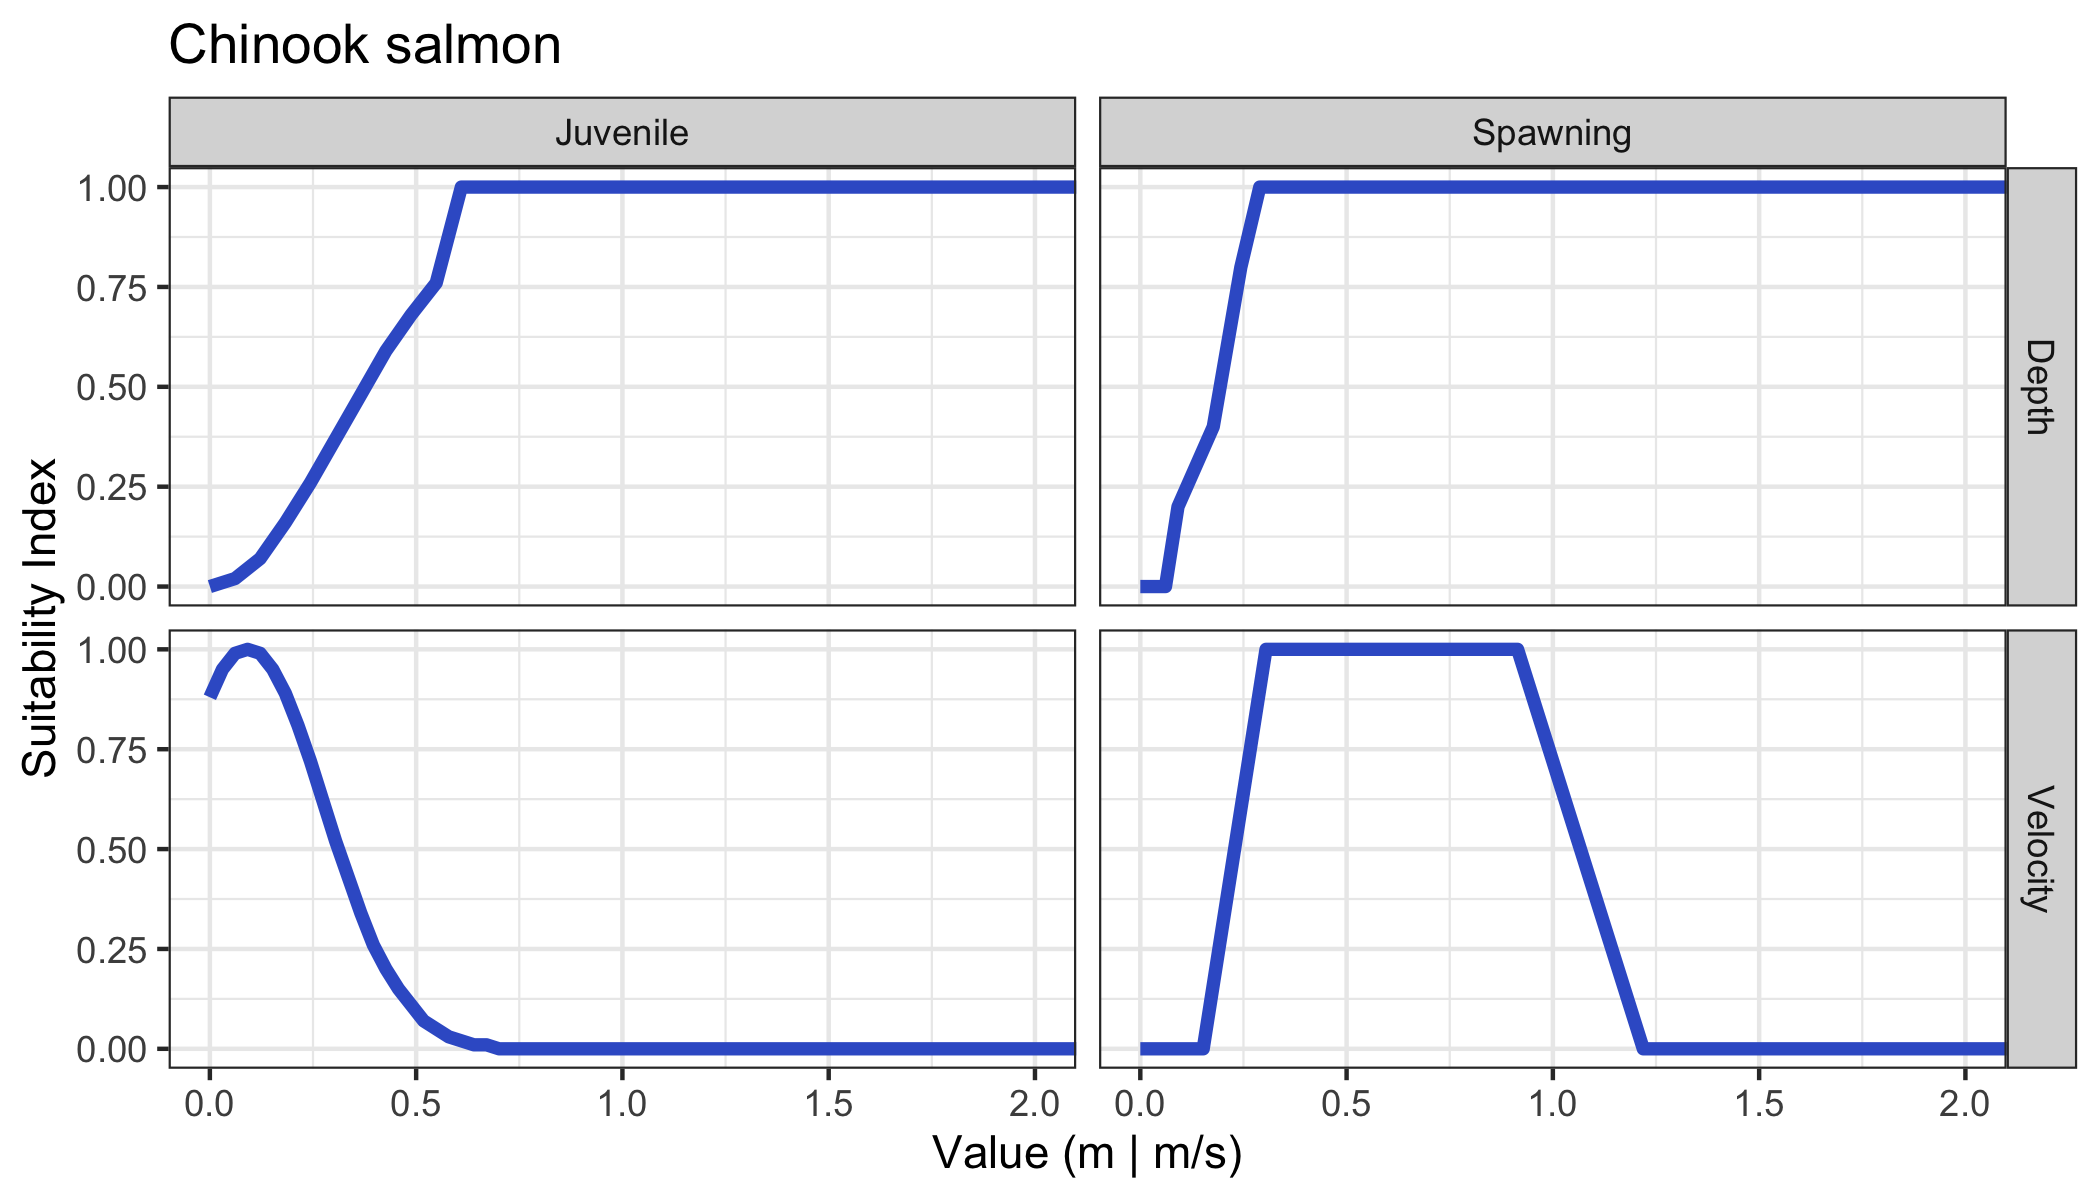 Chinook salmon
Juvenile
Spawning
1.00
0.75
0.50
0.25
0.00
Depth
Suitability Index
1.00
0.75
0.50
0.25
0.00
Velocity
0.0 0.5 1.0 1.5 2.0
0.0 0.5 1.0 1.5 2.0
Value (m | m/s)